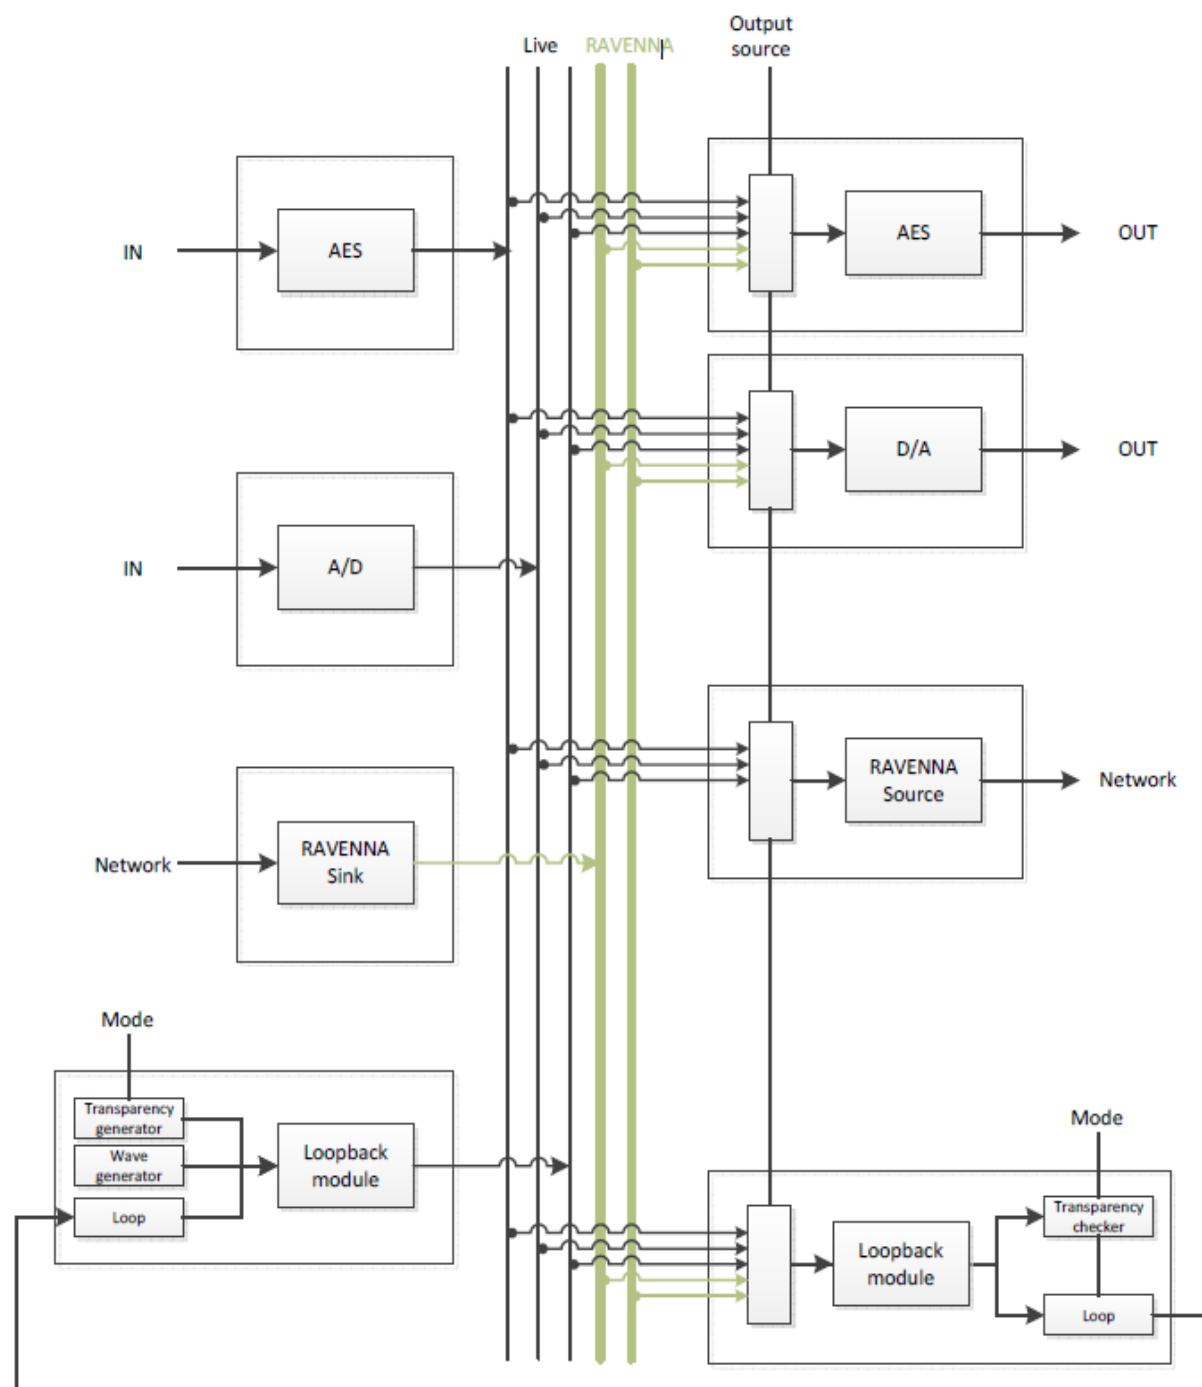 Output
source
Live
RAVENNA
IN
AES
AES
OUT
D/A
OUT
IN
A/D
RAVENNA
Source
Network
Network
RAVENNA
Sink
Mode
Transparency
generator
Wave
generator
Loop
Loopback
module
Mode
Transparency
checker
Loopback
module
Loop